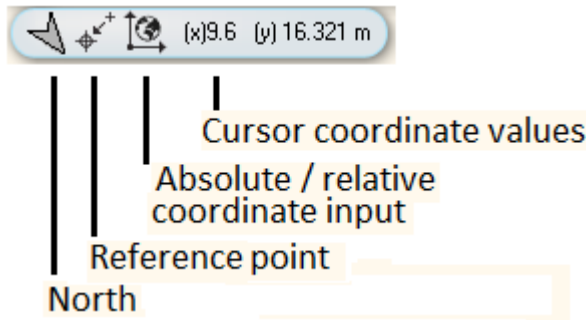 (x)9.6 (y) 16.321 m
Cursor coordinate values
Absolute / relative
coordinate input
Reference point
North